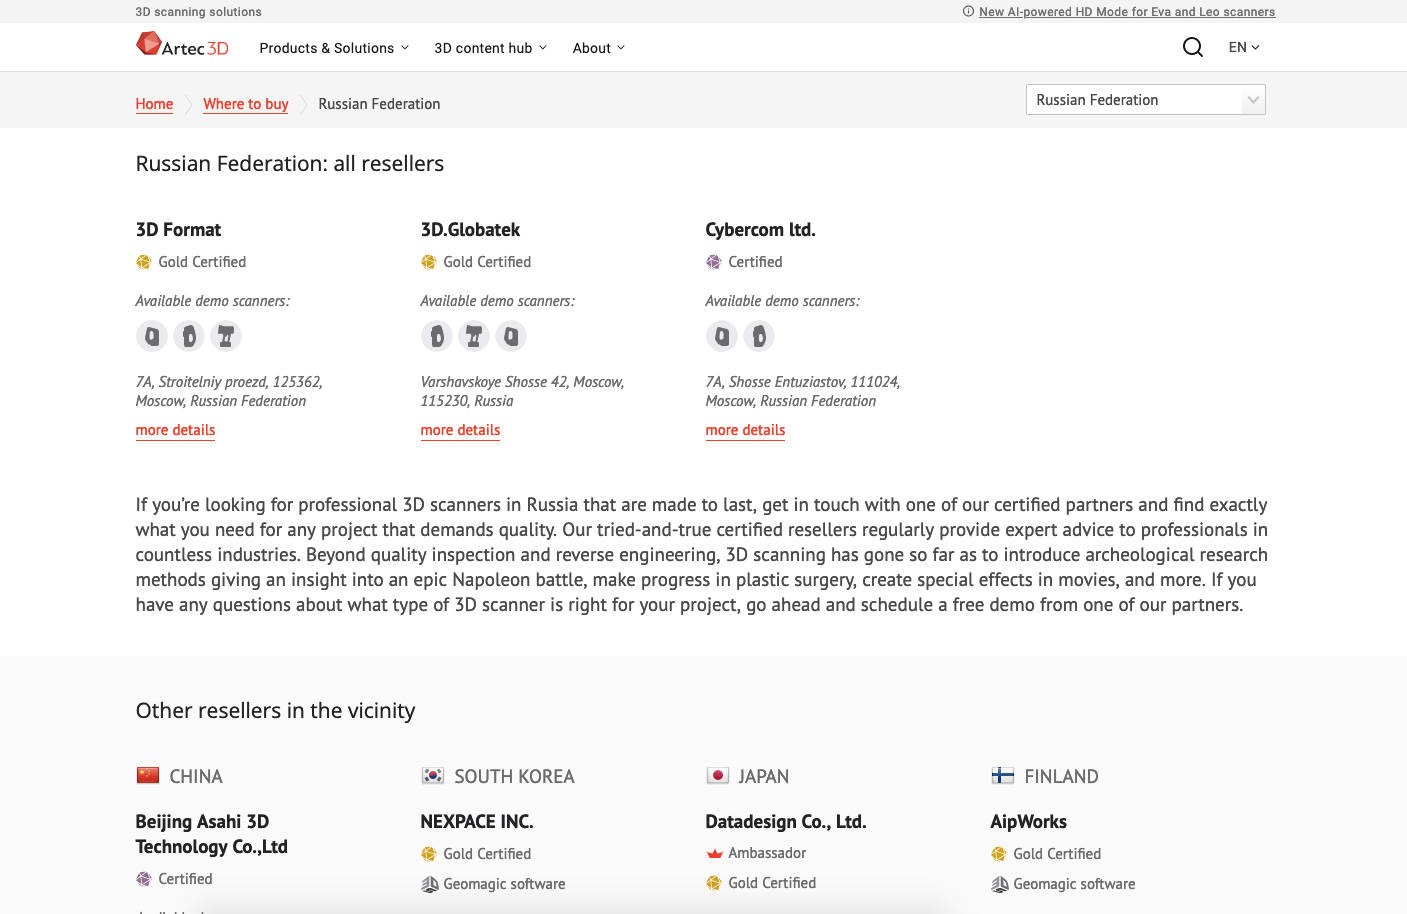 3D scanning solutions
New AI-powered HD Mode for Eva and Leo scanners
Artec 3D
Products & Solutions
3D content hub
About
EN
Home
Where to buy
Russian Federation
Russian Federation
Russian Federation: all resellers
3D Format
Gold Certified
Available demo scanners:
7A, Stroitelniy proezd, 125362,
Moscow, Russian Federation
more details
3D.Globatek
Gold Certified
Available demo scanners:
Varshavskoye Shosse 42, Moscow,
115230, Russia
more details
Cybercom ltd.
Certified
Available demo scanners:
7A, Shosse Entuziastov, 111024,
Moscow, Russian Federation
more details
If you're looking for professional 3D scanners in Russia that are made to last, get in touch with one of our certified partners and find exactly
what you need for any project that demands quality. Our tried-and-true certified resellers regularly provide expert advice to professionals in
countless industries. Beyond quality inspection and reverse engineering, 3D scanning has gone so far as to introduce archeological research
methods giving an insight into an epic Napoleon battle, make progress in plastic surgery, create special effects in movies, and more. If you
have any questions about what type of 3D scanner is right for your project, go ahead and schedule a free demo from one of our partners.
Other resellers in the vicinity
CHINA
Beijing Asahi 3D
Technology Co.,Ltd
Certified
SOUTH KOREA
NEXPACE INC.
Gold Certified
Geomagic software
JAPAN
Datadesign Co., Ltd.
Ambassador
Gold Certified
FINLAND
AipWorks
Gold Certified
Geomagic software